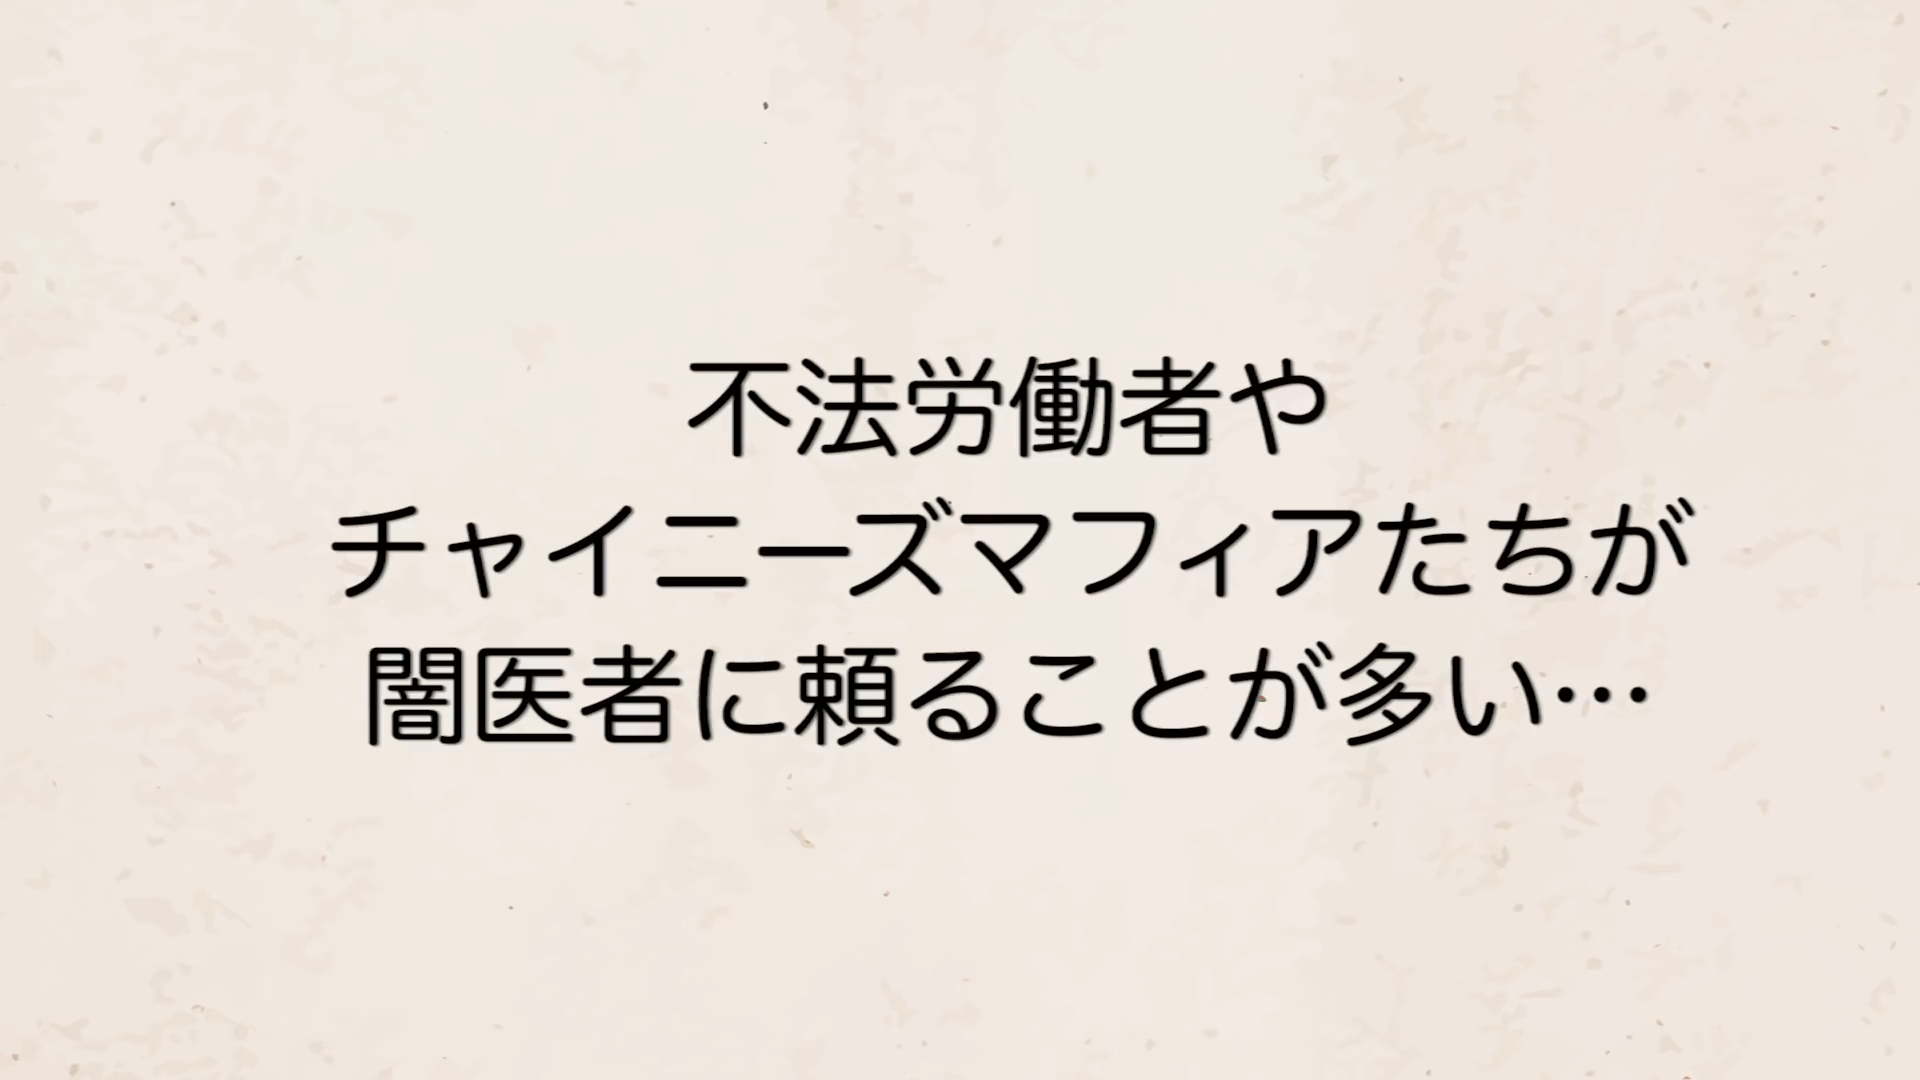 不法労働者や
チャイニーズマフィアたちが
闇医者に頼ることが多い…